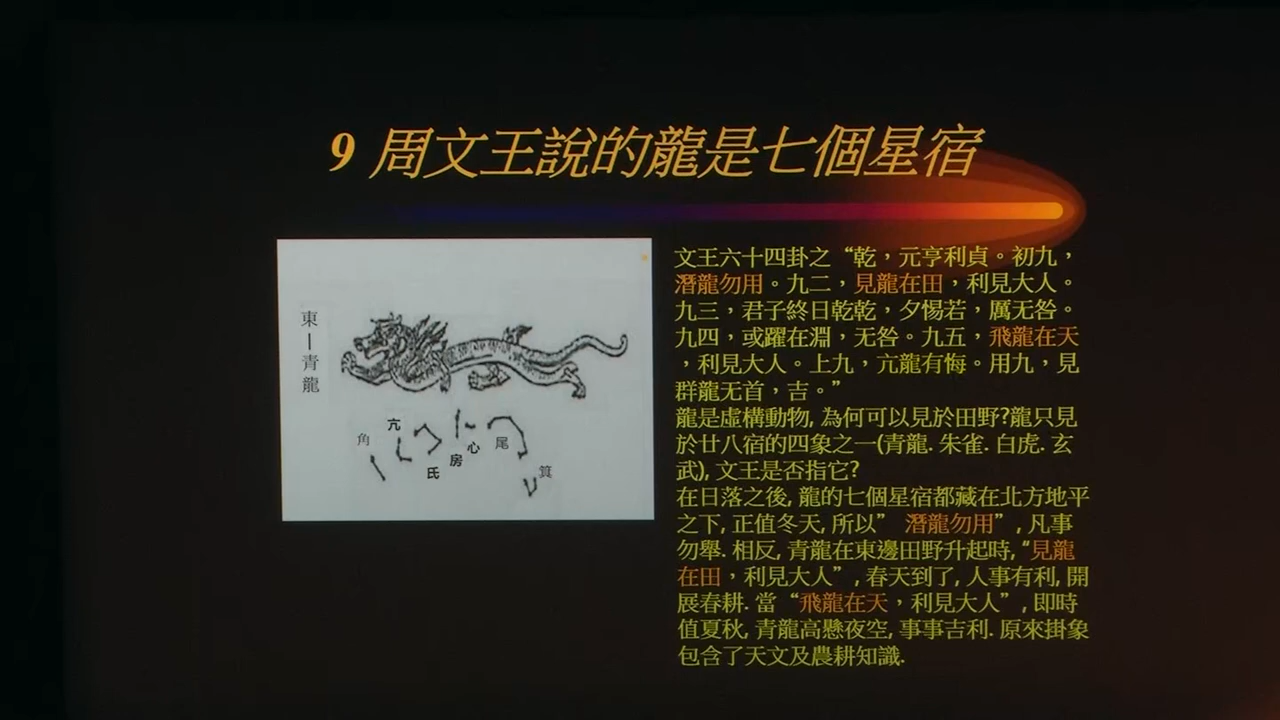 9 周文王說的龍是七個星宿
東—青龍
角
亢
氐
房
心
尾
箕
文王六十四卦之“乾，元亨利貞。初九，
潛龍勿用。九二，見龍在田，利見大人。
九三，君子終日乾乾，夕惕若，厲无咎。
九四，或躍在淵，无咎。九五，飛龍在天
，利見大人。上九，亢龍有悔。用九，見
群龍无首，吉。”
龍是虛構動物, 為何可以見於田野?龍只見
於廿八宿的四象之一(青龍. 朱雀. 白虎. 玄
武), 文王是否指它?
在日落之後, 龍的七個星宿都藏在北方地平
之下, 正值冬天, 所以” 潛龍勿用”, 凡事
勿舉. 相反, 青龍在東邊田野升起時, “見龍
在田，利見大人”, 春天到了, 人事有利, 開
展春耕. 當“飛龍在天，利見大人”, 即時
值夏秋, 青龍高懸夜空, 事事吉利. 原來掛象
包含了天文及農耕知識.